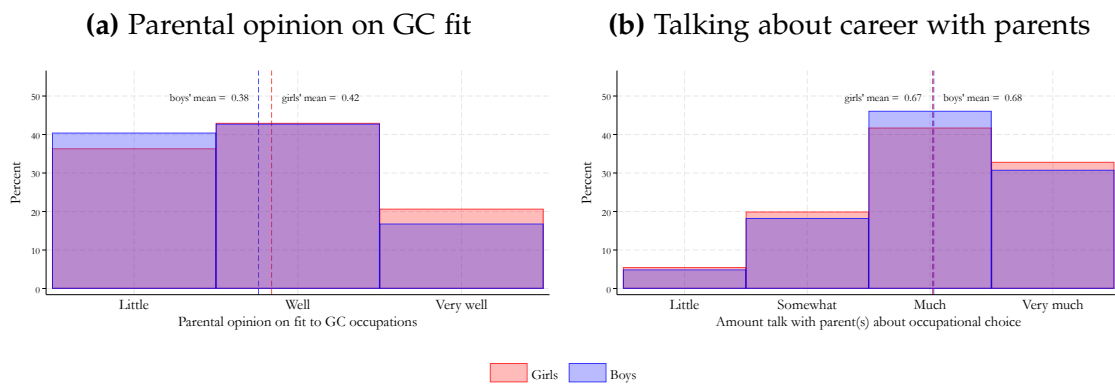 (a) Parental opinion on GC fit
boys' mean = 0.38
girls' mean = 0.42
50
40
30
20
10
0
Percent
Little
Well
Very well
Parental opinion on fit to GC occupations
(b) Talking about career with parents
girls' mean = 0.67
boys' mean = 0.68
50
40
30
20
10
0
Percent
Little
Somewhat
Much
Very much
Amount talk with parent(s) about occupational choice
Girls
Boys